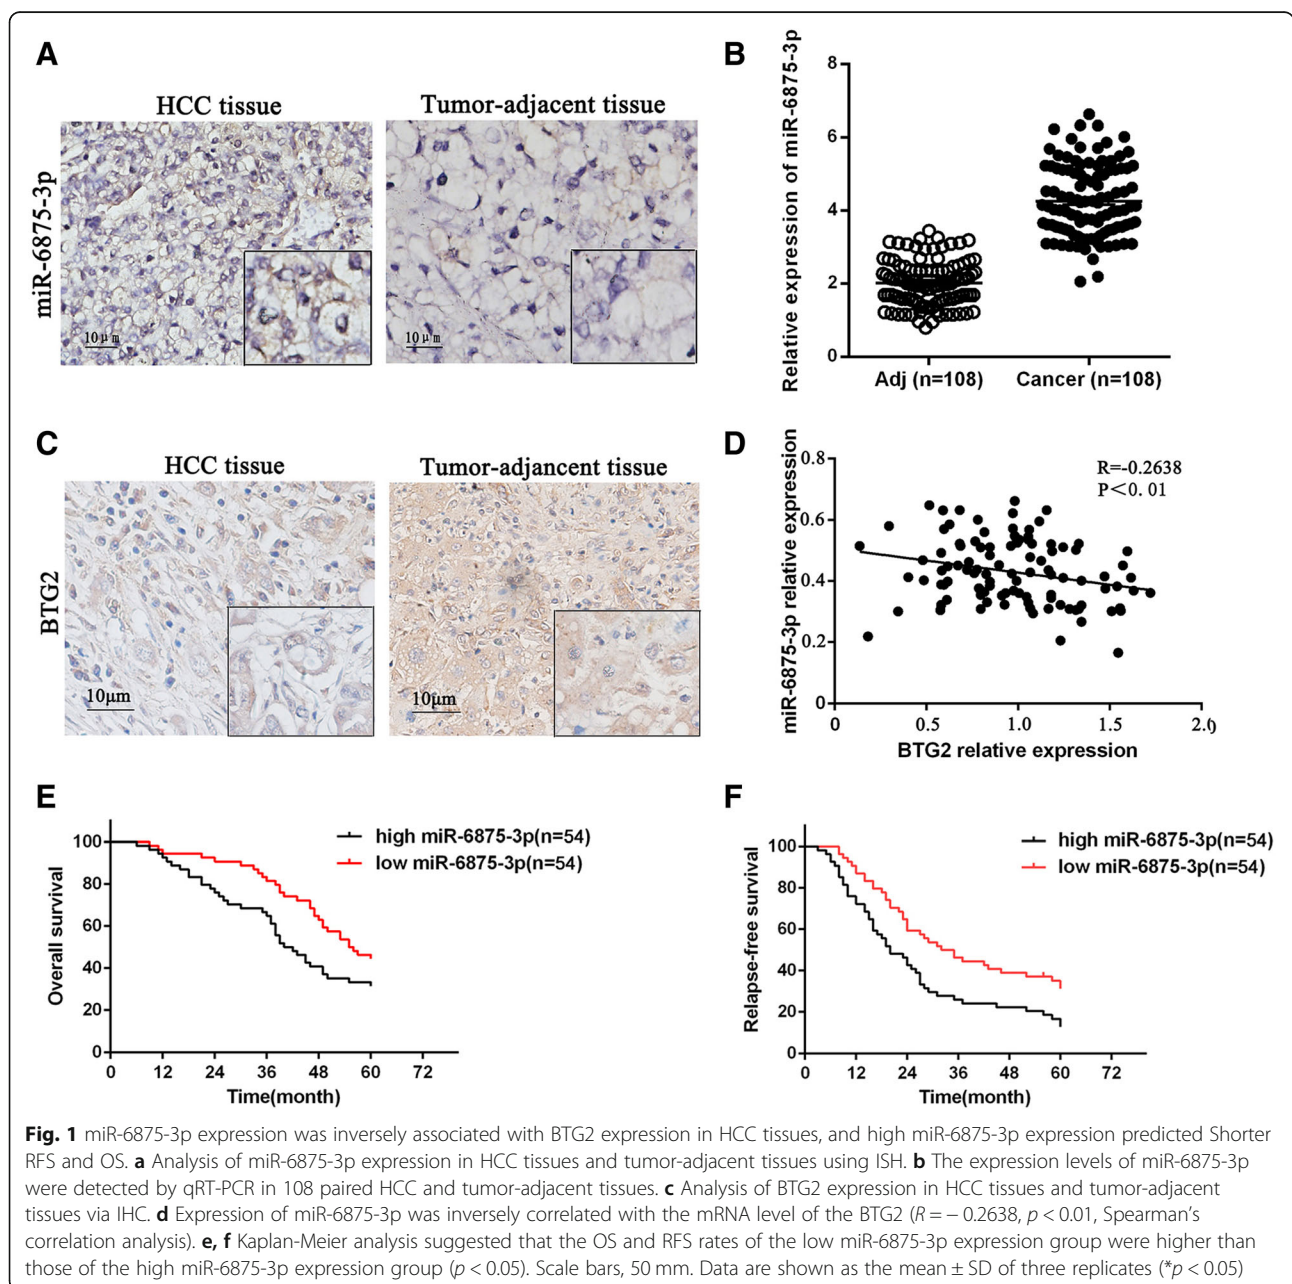 A
HCC tissue
Tumor-adjacent tissue
miR-6875-3p
10μm
10μm
B
Relative expression of miR-6875-3p
8
6
4
2
0
Adj (n=108)
Cancer (n=108)
C
HCC tissue
Tumor-adjancent tissue
BTG2
10μm
10μm
D
miR-6875-3p relative expression
R=-0.2638
P<0.01
0.8
0.6
0.4
0.2
0
0 0.5 1.0 1.5 2.0
BTG2 relative expression
E
high miR-6875-3p(n=54)
low miR-6875-3p(n=54)
Overall survival
100
80
60
40
20
0
0 12 24 36 48 60 72
Time(month)
F
high miR-6875-3p(n=54)
low miR-6875-3p(n=54)
Relapse-free survival
100
80
60
40
20
0
0 12 24 36 48 60 72
Time(month)
Fig. 1 miR-6875-3p expression was inversely associated with BTG2 expression in HCC tissues, and high miR-6875-3p expression predicted Shorter
RFS and OS. a Analysis of miR-6875-3p expression in HCC tissues and tumor-adjacent tissues using ISH. b The expression levels of miR-6875-3p
were detected by qRT-PCR in 108 paired HCC and tumor-adjacent tissues. c Analysis of BTG2 expression in HCC tissues and tumor-adjacent
tissues via IHC. d Expression of miR-6875-3p was inversely correlated with the mRNA level of the BTG2 (R = − 0.2638, p < 0.01, Spearman's
correlation analysis). e, f Kaplan-Meier analysis suggested that the OS and RFS rates of the low miR-6875-3p expression group were higher than
those of the high miR-6875-3p expression group (p < 0.05). Scale bars, 50 mm. Data are shown as the mean ± SD of three replicates (*p < 0.05)